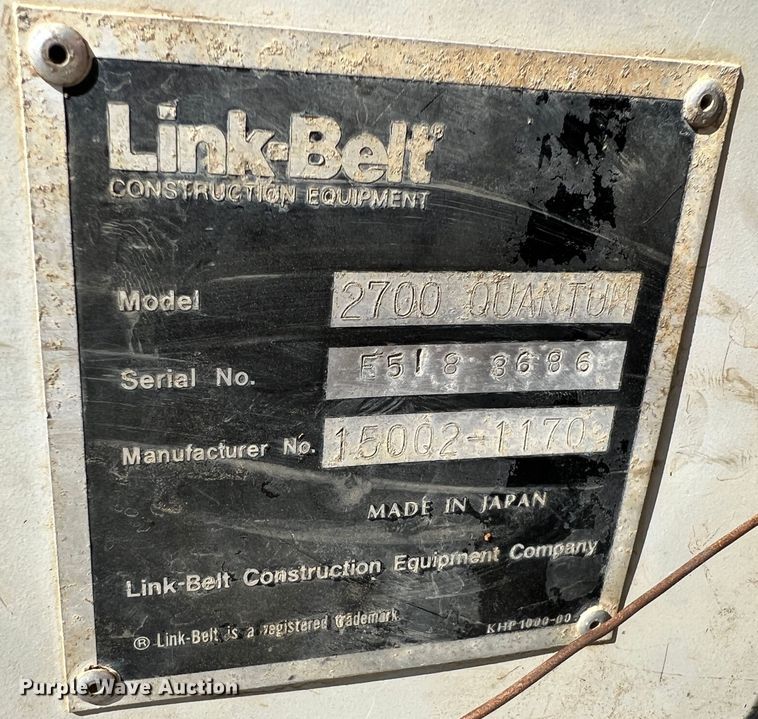 Link-Belt®
CONSTRUCTION EQUIPMENT
Model 2700 QUANTUM
Serial No. E5I8 3686
Manufacturer No. 15002-1170
MADE IN JAPAN
Link-Belt Construction Equipment Company
® Link-Belt is a registered trademark
KHP1000-00
Purple Wave Auction